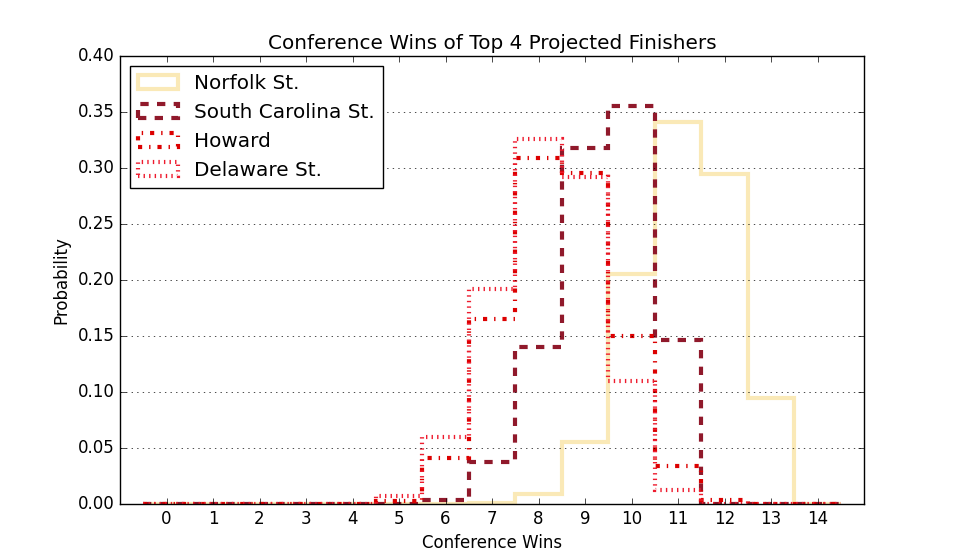 Conference Wins of Top 4 Projected Finishers
0.40
0.35
0.30
0.25
0.20
0.15
0.10
0.05
0.00
Probability
Norfolk St.
South Carolina St.
Howard
Delaware St.
0 1 2 3 4 5 6 7 8 9 10 11 12 13 14
Conference Wins